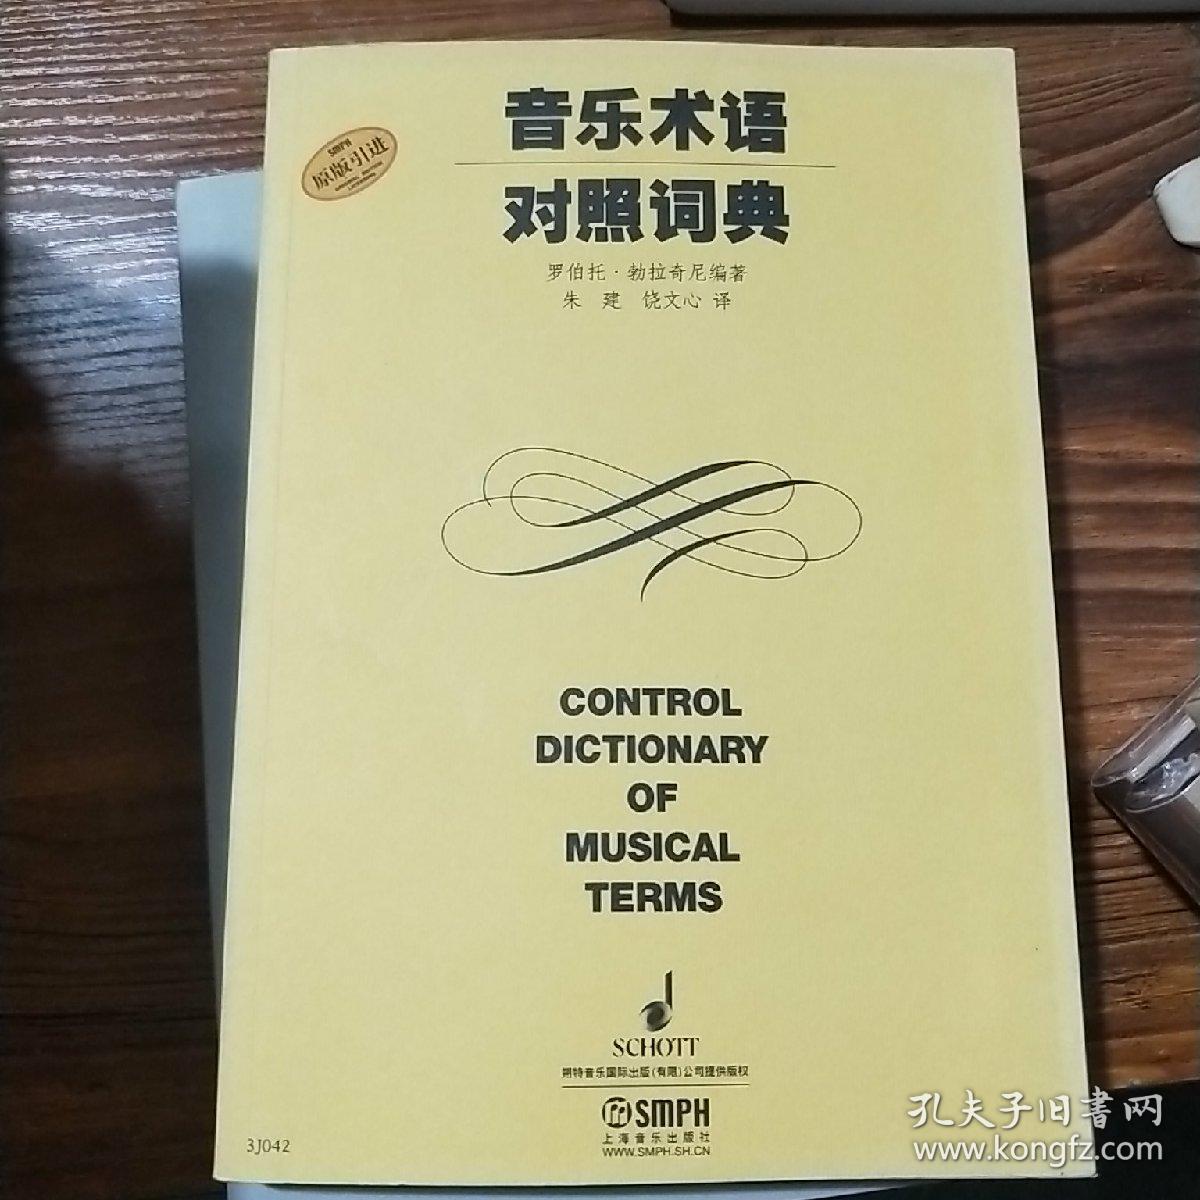 音乐术语
SMPH
原版引进
对照词典
罗伯托·勃拉奇尼编著
朱 建 饶文心 译
CONTROL
DICTIONARY
OF
MUSICAL
TERMS
SCHOTT
朔特音乐国际出版(有限)公司提供版权
SMPH
上海音乐出版社
WWW.SMPH.SH.CN
3J042
孔夫子旧书网
www.kongfz.com